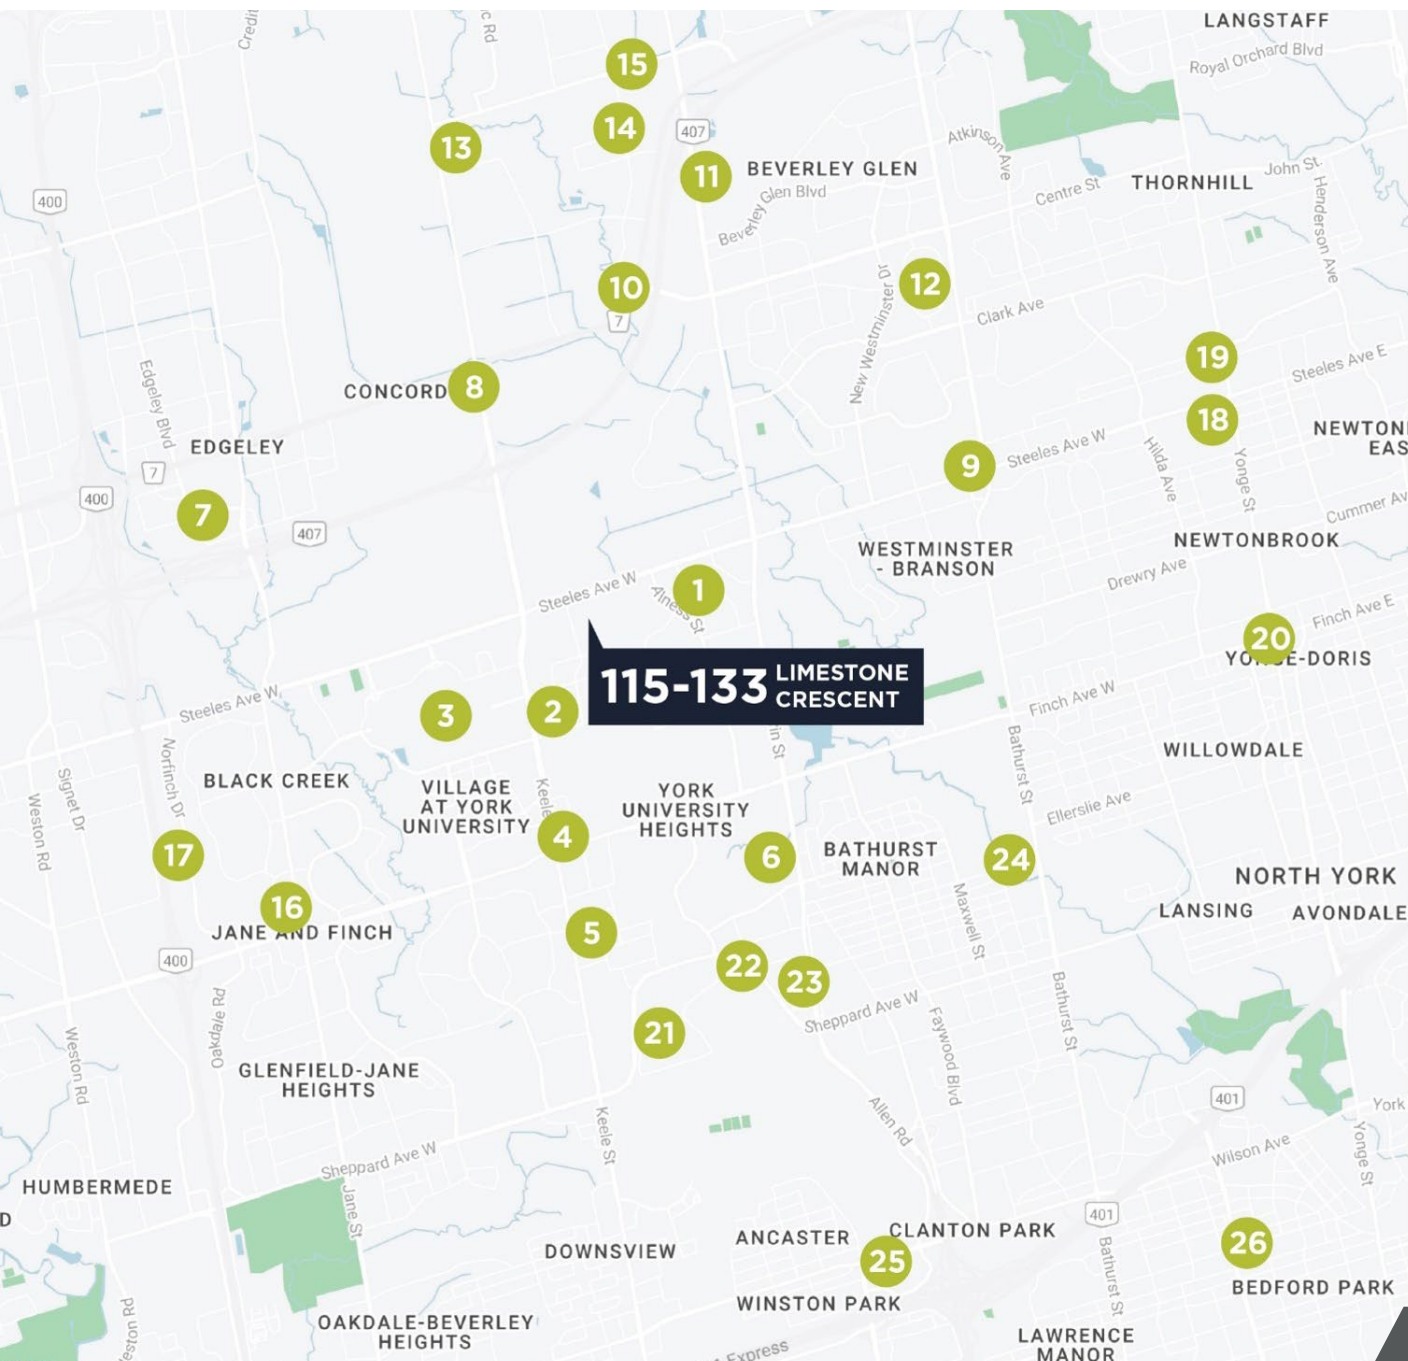 LANGSTAFF
Royal Orchard Blvd
15
14
407
13
Atkinson Ave
11
BEVERLEY GLEN
Beverley Glen Blvd
John St
THORNHILL
Centre St
Henderson Ave
400
12
10
7
New Westminster Dr
Clark Ave
19
Steeles Ave E
8
CONCORD
Edgeley Blvd
18
EDGELEY
7
400
7
407
9
Steeles Ave W
Hilda Ave
Yonge St
Cummer Av
NEWTONBROOK
WESTMINSTER
- BRANSON
Drewry Ave
1
Steeles Ave W
Alness St
Finch Ave E
20
115-133 LIMESTONE
CRESCENT
3
2
Steeles Ave W
Finch Ave W
Norfinch Dr
Signet Dr
Weston Rd
BLACK CREEK
VILLAGE
AT YORK
UNIVERSITY
Keele
YORK
UNIVERSITY
HEIGHTS
Bathurst St
WILLOWDALE
Ellerslie Ave
4
17
6
BATHURST
MANOR
24
NORTH YORK
16
JANE AND FINCH
5
Maxwell St
LANSING
AVONDALE
400
22
23
Sheppard Ave W
Bathurst St
21
Oakdale Rd
Weston Rd
GLENFIELD-JANE
HEIGHTS
Faywood Blvd
401
Keele St
Allen Rd
York
Yonge St
Wilson Ave
Sheppard Ave W
Jane St
HUMBERMEDE
D
401
DOWNSVIEW
ANCASTER
CLANTON PARK
Bathurst St
26
25
WINSTON PARK
BEDFORD PARK
OAKDALE-BEVERLEY
HEIGHTS
LAWRENCE
MANOR
Express